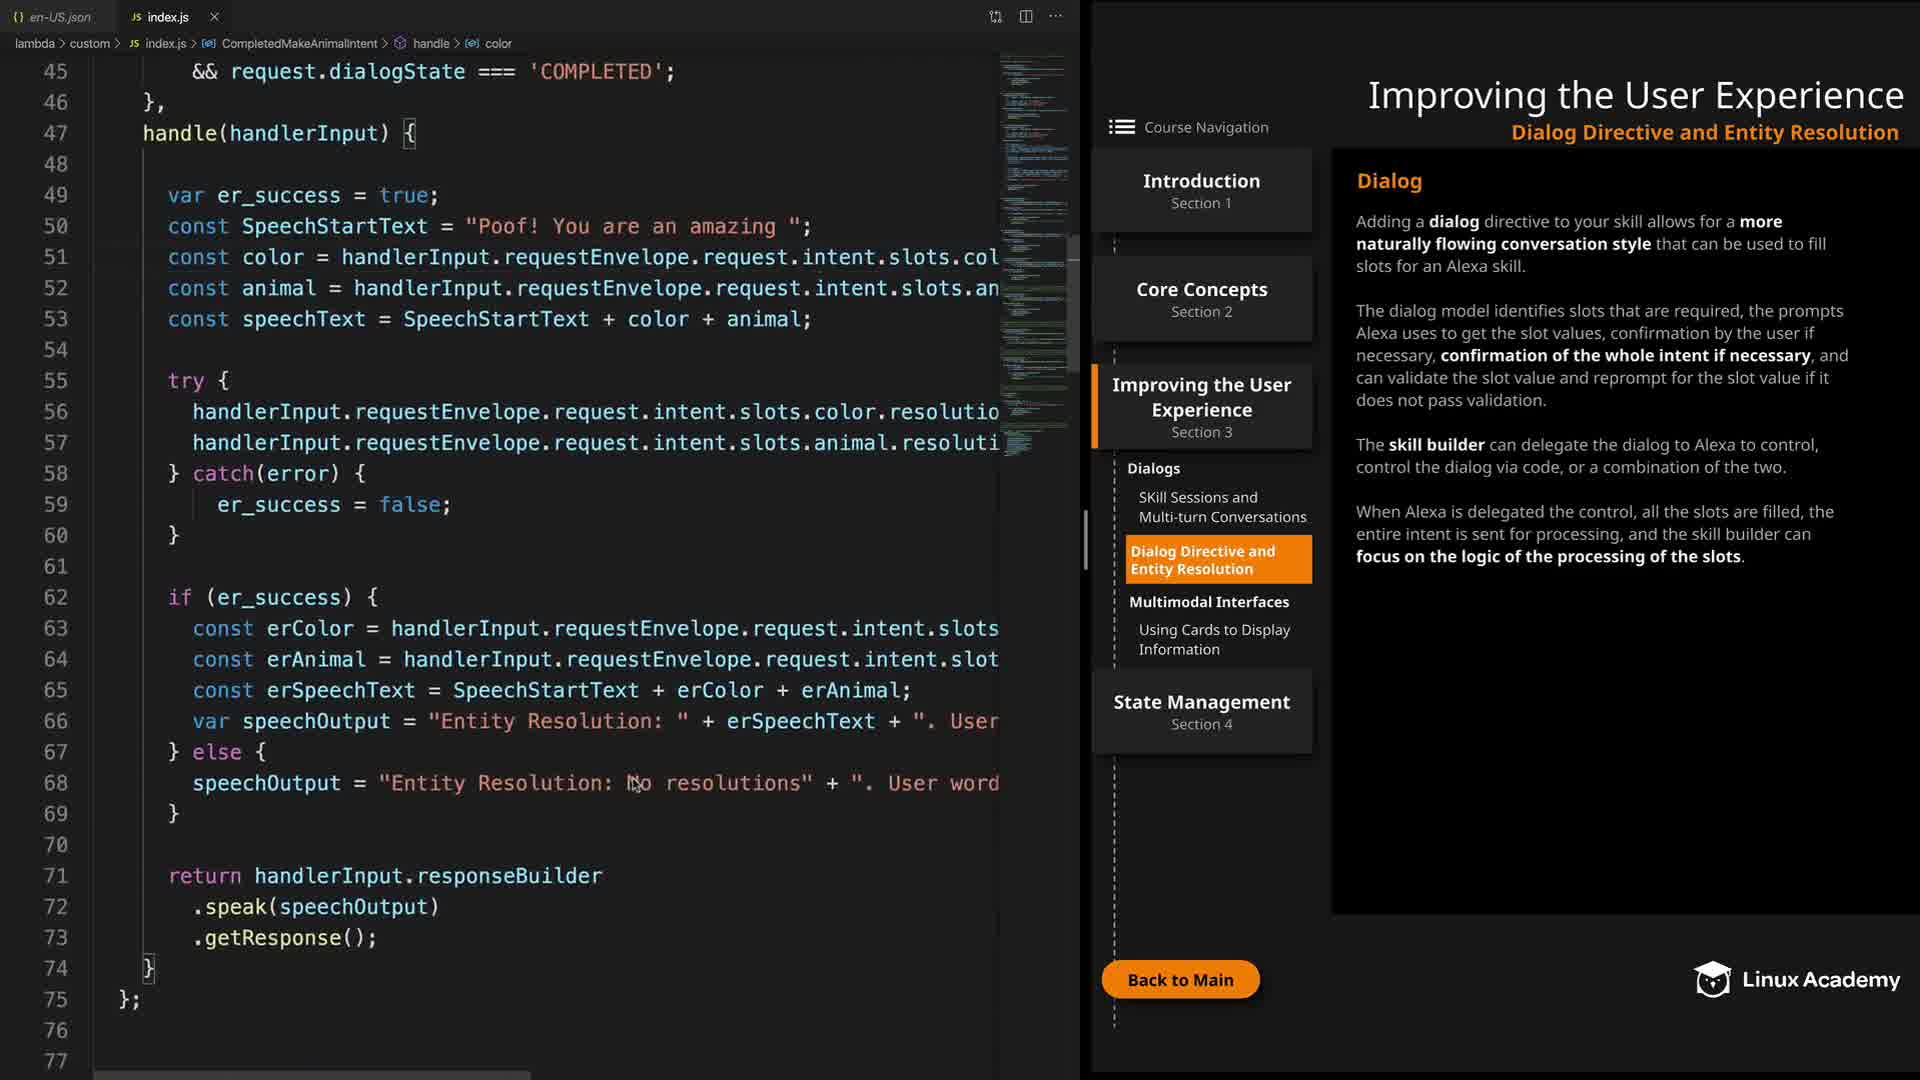 {} en-US.json
JS index.js
lambda > custom > JS index.js > CompletedMakeAnimalIntent > handle > color
45 && request.dialogState === 'COMPLETED';
46 },
47 handle(handlerInput) {
48
49 var er_success = true;
50 const SpeechStartText = "Poof! You are an amazing ";
51 const color = handlerInput.requestEnvelope.request.intent.slots.col
52 const animal = handlerInput.requestEnvelope.request.intent.slots.an
53 const speechText = SpeechStartText + color + animal;
54
55 try {
56 handlerInput.requestEnvelope.request.intent.slots.color.resolutio
57 handlerInput.requestEnvelope.request.intent.slots.animal.resoluti
58 } catch(error) {
59 er_success = false;
60 }
61
62 if (er_success) {
63 const erColor = handlerInput.requestEnvelope.request.intent.slots
64 const erAnimal = handlerInput.requestEnvelope.request.intent.slot
65 const erSpeechText = SpeechStartText + erColor + erAnimal;
66 var speechOutput = "Entity Resolution: " + erSpeechText + ". User
67 } else {
68 speechOutput = "Entity Resolution: No resolutions" + ". User word
69 }
70
71 return handlerInput.responseBuilder
72 .speak(speechOutput)
73 .getResponse();
74 }
75 };
76
77
Improving the User Experience
Dialog Directive and Entity Resolution
Course Navigation
Introduction
Section 1
Core Concepts
Section 2
Improving the User
Experience
Section 3
Dialogs
SKill Sessions and
Multi-turn Conversations
Dialog Directive and
Entity Resolution
Multimodal Interfaces
Using Cards to Display
Information
State Management
Section 4
Back to Main
Dialog
Adding a dialog directive to your skill allows for a more
naturally flowing conversation style that can be used to fill
slots for an Alexa skill.
The dialog model identifies slots that are required, the prompts
Alexa uses to get the slot values, confirmation by the user if
necessary, confirmation of the whole intent if necessary, and
can validate the slot value and reprompt for the slot value if it
does not pass validation.
The skill builder can delegate the dialog to Alexa to control,
control the dialog via code, or a combination of the two.
When Alexa is delegated the control, all the slots are filled, the
entire intent is sent for processing, and the skill builder can
focus on the logic of the processing of the slots.
Linux Academy